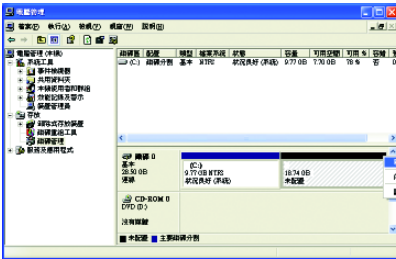 電腦管理
檔案(F) 執行(A) 檢視(V) 視窗(W) 說明(H)
電腦管理 (本機)
系統工具
事件檢視器
共用資料夾
本機使用者和群組
效能記錄及警示
裝置管理員
存放
卸除式存放裝置
磁碟重組工具
磁碟管理
服務及應用程式
磁碟區 配置 類型 檔案系統 狀態 容量 可用空間 可用 % 容錯
(C:) 磁碟分割 基本 NTFS 狀況良好 (系統) 9.77 GB 7.70 GB 78 % 否
磁碟 0
基本
28.50 GB
連線
(C:)
9.77 GB NTFS
狀況良好 (系統)
18.74 GB
未配置
CD-ROM 0
DVD (D:)
沒有媒體
未配置 主要磁碟分割